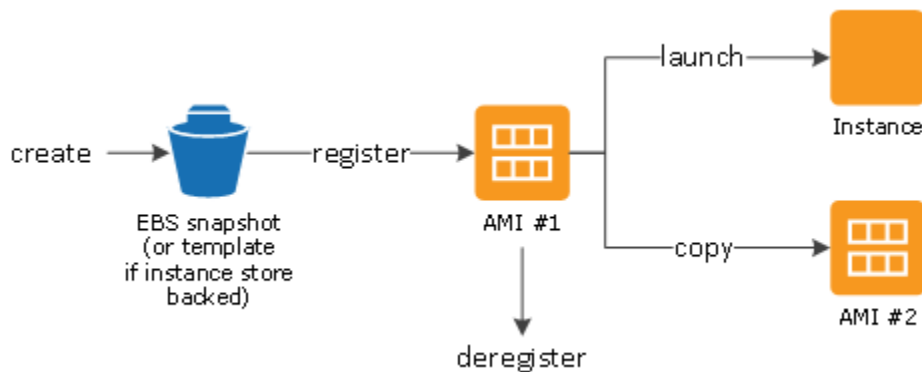 launch
Instance
create
register
EBS snapshot
(or template
if instance store
backed)
AMI #1
copy
AMI #2
deregister